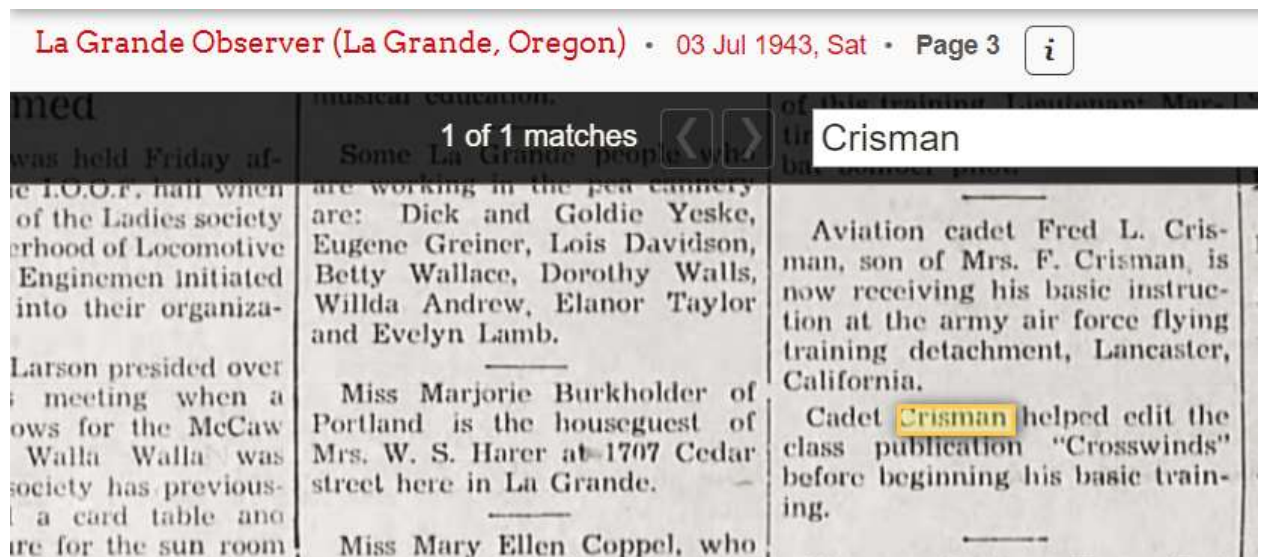 La Grande Observer (La Grande, Oregon) • 03 Jul 1943, Sat • Page 3 i
1 of 1 matches
Crisman
med
was held Friday af-
I.O.O.F. hall when
of the Ladies society
erhood of Locomotive
Enginemen initiated
into their organiza-
Larson presided over
meeting when a
ows for the McCaw
Walla Walla was
society has previous-
a card table and
re for the sun room
musical education.
Some La Grande people who
are working in the pea cannery
are: Dick and Goldie Yeske,
Eugene Greiner, Lois Davidson,
Betty Wallace, Dorothy Walls,
Willda Andrew, Elanor Taylor
and Evelyn Lamb.
Miss Marjorie Burkholder of
Portland is the houseguest of
Mrs. W. S. Harer at 1707 Cedar
street here in La Grande.
Miss Mary Ellen Coppel, who
of this training Lieutenant Mar-
Aviation cadet Fred L. Cris-
man, son of Mrs. F. Crisman, is
now receiving his basic instruc-
tion at the army air force flying
training detachment, Lancaster,
California.
Cadet Crisman helped edit the
class publication "Crosswinds"
before beginning his basic train-
ing.